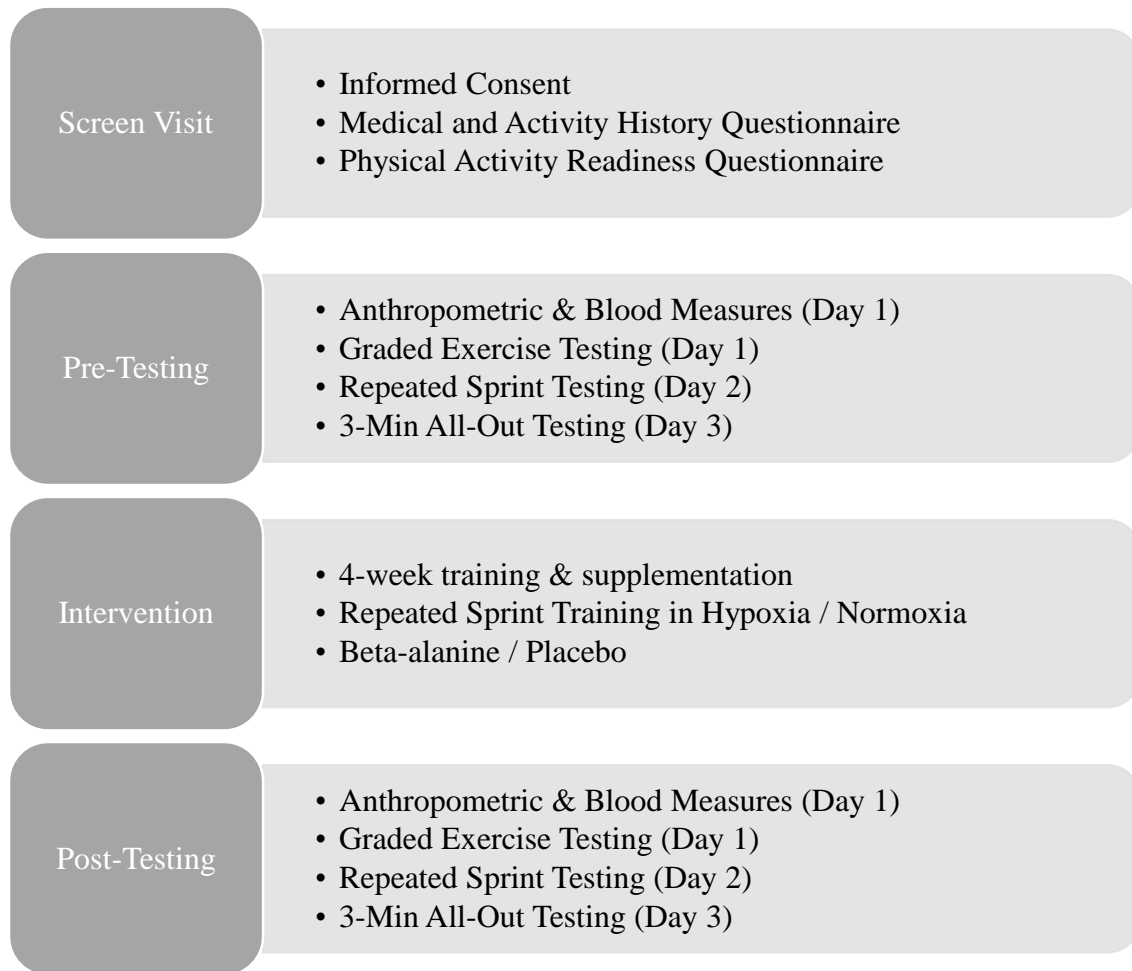 Screen Visit
• Informed Consent
• Medical and Activity History Questionnaire
• Physical Activity Readiness Questionnaire
Pre-Testing
• Anthropometric & Blood Measures (Day 1)
• Graded Exercise Testing (Day 1)
• Repeated Sprint Testing (Day 2)
• 3-Min All-Out Testing (Day 3)
Intervention
• 4-week training & supplementation
• Repeated Sprint Training in Hypoxia / Normoxia
• Beta-alanine / Placebo
Post-Testing
• Anthropometric & Blood Measures (Day 1)
• Graded Exercise Testing (Day 1)
• Repeated Sprint Testing (Day 2)
• 3-Min All-Out Testing (Day 3)